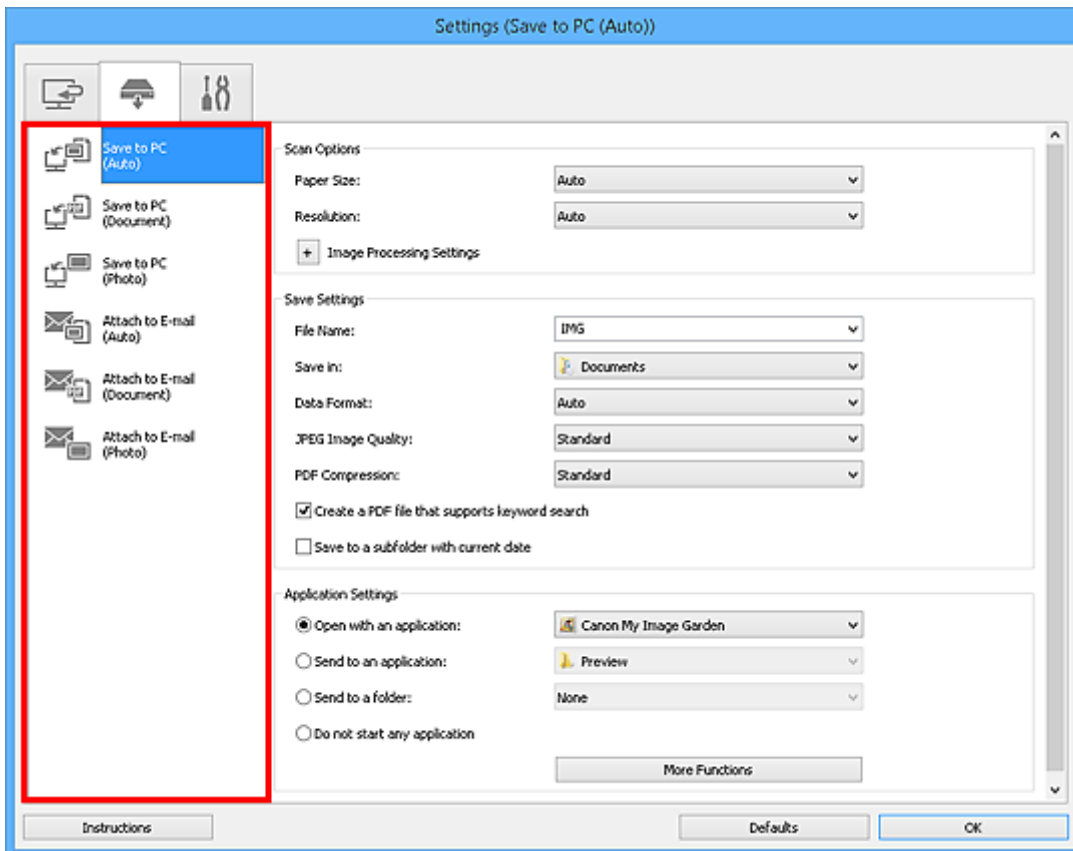 Settings (Save to PC (Auto))
Save to PC
(Auto)
Save to PC
(Document)
Save to PC
(Photo)
Attach to E-mail
(Auto)
Attach to E-mail
(Document)
Attach to E-mail
(Photo)
Scan Options
Paper Size: Auto
Resolution: Auto
+ Image Processing Settings
Save Settings
File Name: IMG
Save in: Documents
Data Format: Auto
JPEG Image Quality: Standard
PDF Compression: Standard
Create a PDF file that supports keyword search
Save to a subfolder with current date
Application Settings
Open with an application: Canon My Image Garden
Send to an application: Preview
Send to a folder: None
Do not start any application
More Functions
Instructions Defaults OK